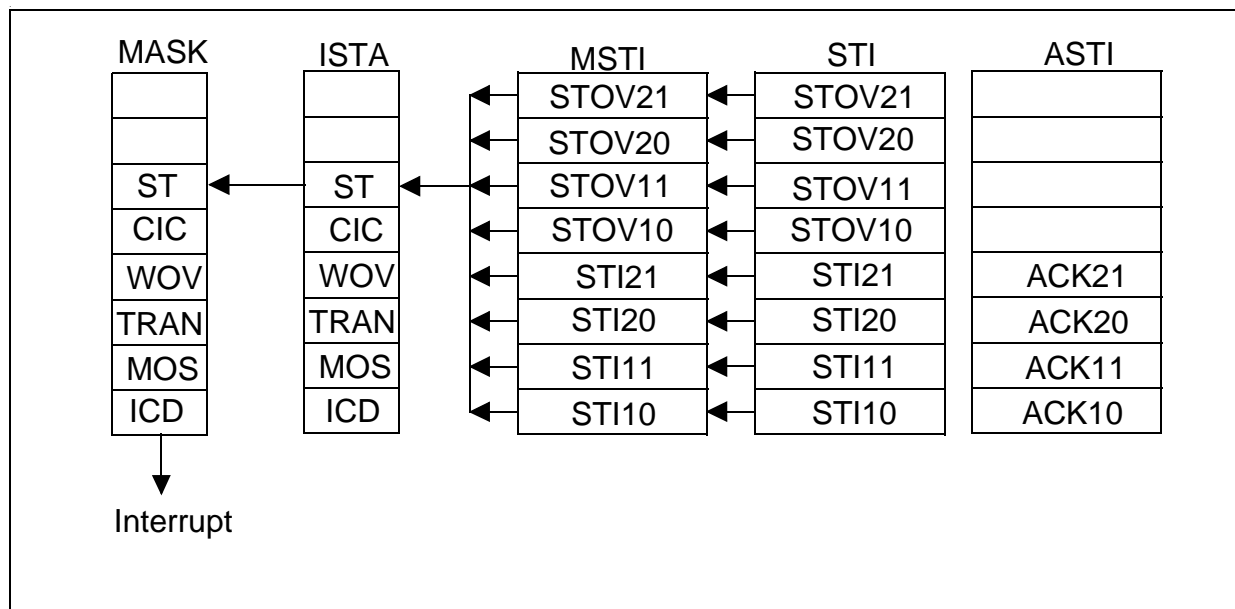 MASK ISTA MSTI STI ASTI
STOV21 STOV21
STOV20 STOV20
ST ST STOV11 STOV11
CIC CIC STOV10 STOV10
WOV WOV STI21 STI21 ACK21
TRAN TRAN STI20 STI20 ACK20
MOS MOS STI11 STI11 ACK11
ICD ICD STI10 STI10 ACK10
Interrupt